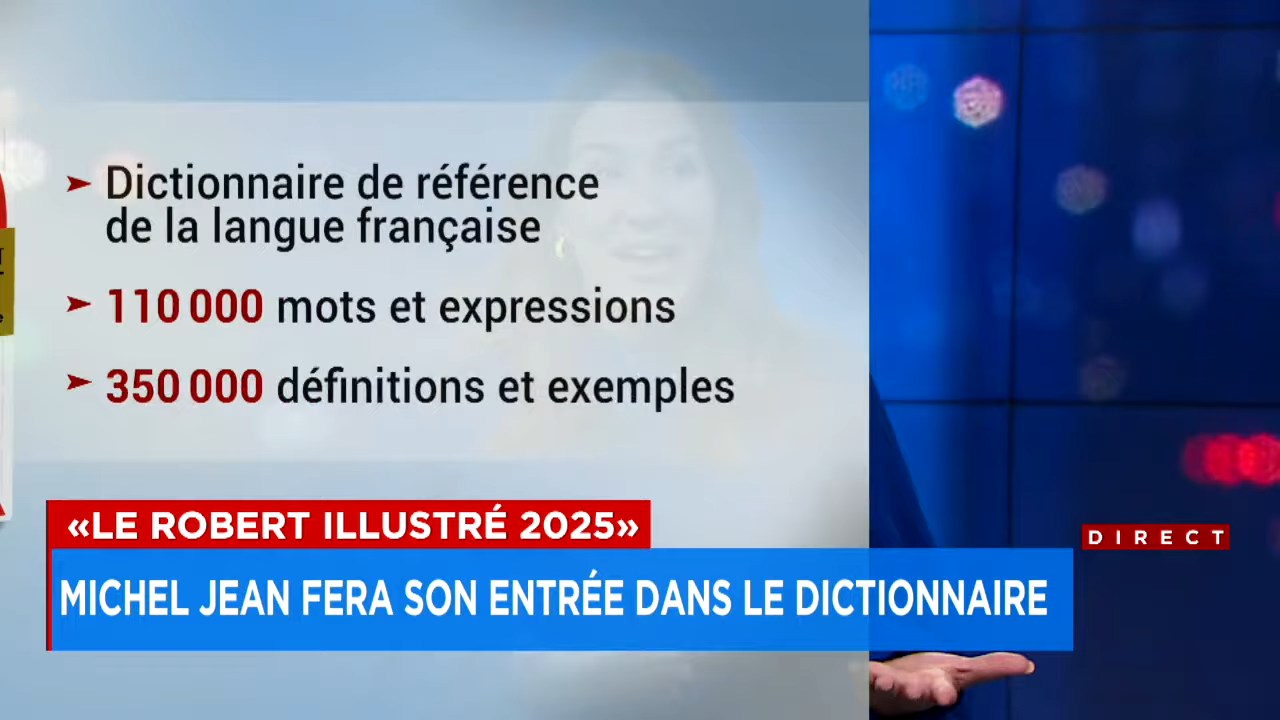 Dictionnaire de référence
de la langue française
110 000 mots et expressions
350 000 définitions et exemples
«LE ROBERT ILLUSTRÉ 2025»
DIRECT
MICHEL JEAN FERA SON ENTRÉE DANS LE DICTIONNAIRE